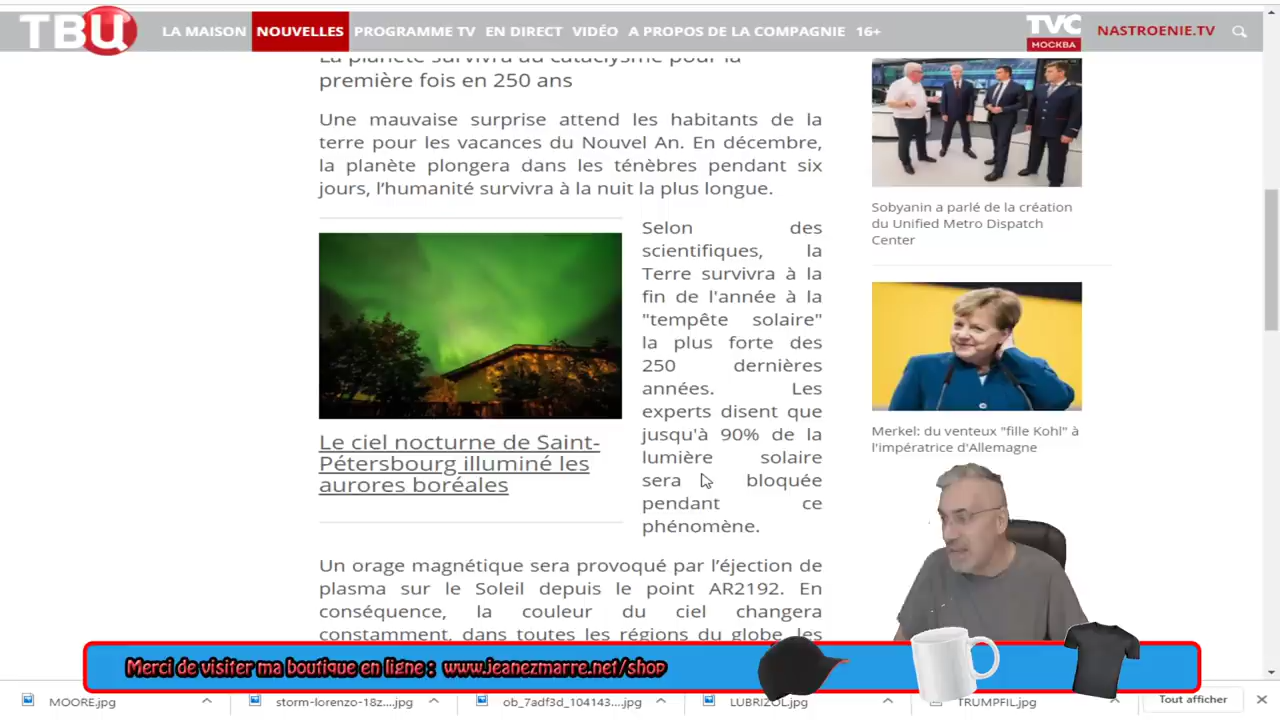 TBЦ
LA MAISON NOUVELLES PROGRAMME TV EN DIRECT VIDÉO A PROPOS DE LA COMPAGNIE 16+
TVC
МОСКВА
NASTROENIE.TV
La planète survivra au cataclysme pour la
première fois en 250 ans
Une mauvaise surprise attend les habitants de la
terre pour les vacances du Nouvel An. En décembre,
la planète plongera dans les ténèbres pendant six
jours, l’humanité survivra à la nuit la plus longue.
Le ciel nocturne de Saint-
Pétersbourg illuminé les
aurores boréales
Selon des
scientifiques, la
Terre survivra à la
fin de l'année à la
"tempête solaire"
la plus forte des
250 dernières
années. Les
experts disent que
jusqu'à 90% de la
lumière solaire
sera bloquée
pendant ce
phénomène.
Un orage magnétique sera provoqué par l’éjection de
plasma sur le Soleil depuis le point AR2192. En
conséquence, la couleur du ciel changera
constamment, dans toutes les régions du globe, les
Sobyanin a parlé de la création
du Unified Metro Dispatch
Center
Merkel: du venteux "fille Kohl" à
l'impératrice d'Allemagne
Merci de visiter ma boutique en ligne : www.jeanezmarre.net/shop
MOORE.jpg
storm-lorenzo-18z....jpg
ob_7adf3d_104143....jpg
LUBRIZOL.jpg
TRUMPFIL.jpg
Tout afficher